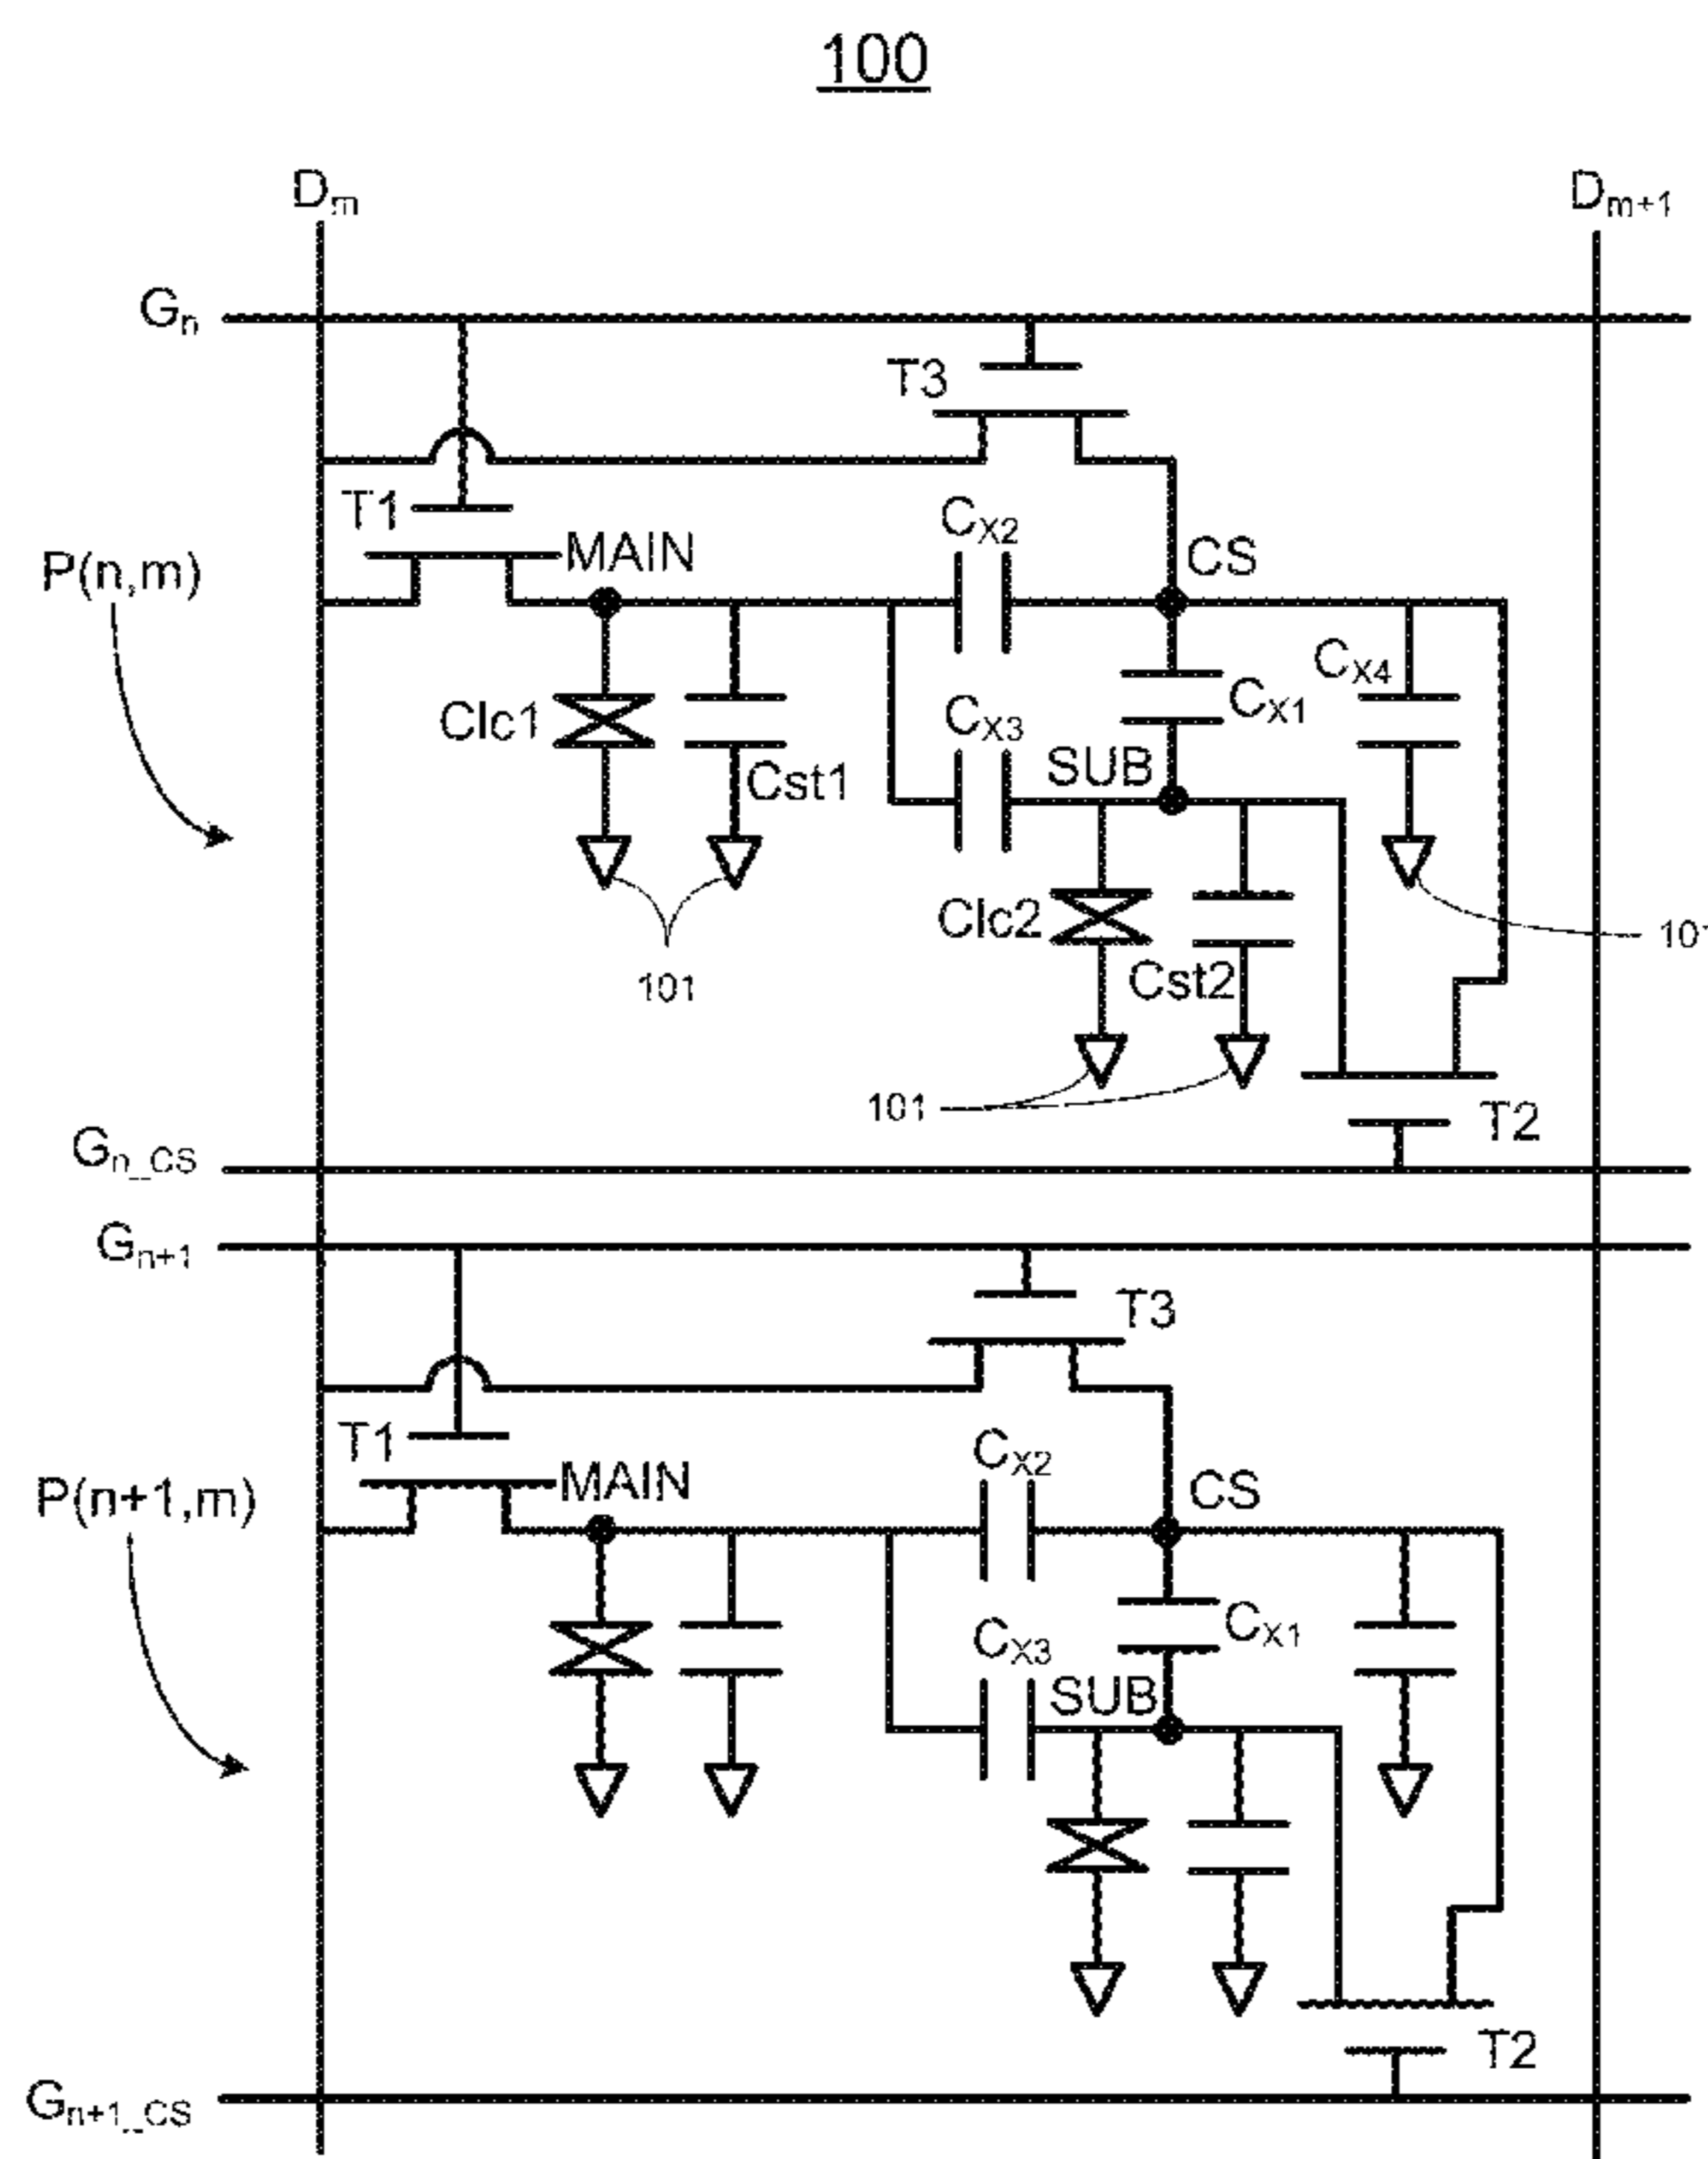 100
Dm
Dm+1
Gn
T3
T1
MAIN
CX2
CS
P(n,m)
CX4
Clc1
CX3
CX1
Cst1
SUB
Clc2
101
101
Cst2
101
T2
Gn_CS
Gn+1
T3
T1
MAIN
CX2
CS
P(n+1,m)
CX3
CX1
SUB
T2
Gn+1_CS